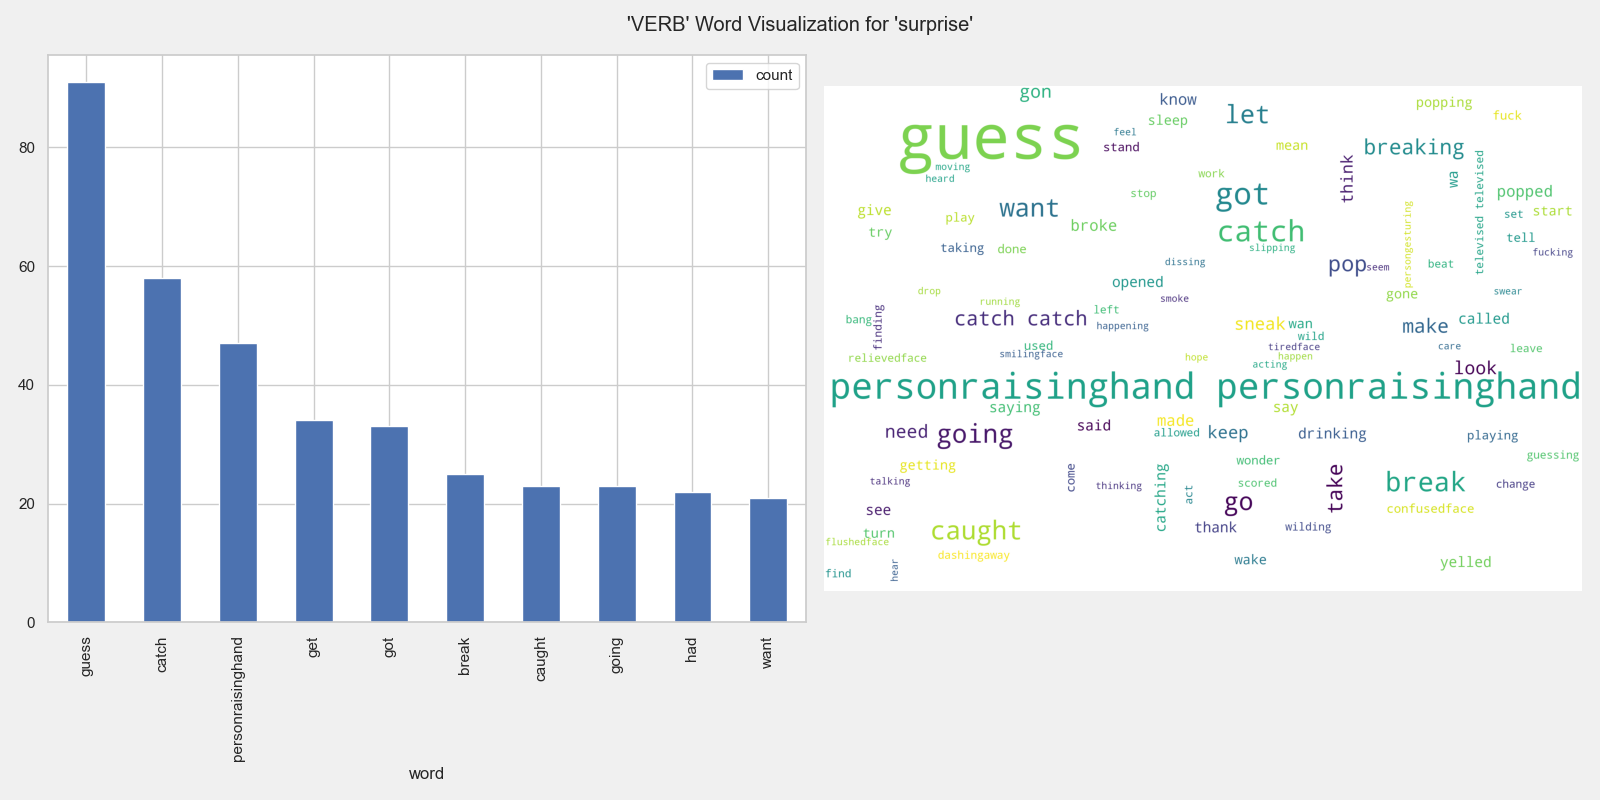 'VERB' Word Visualization for 'surprise'
count
80
60
40
20
0
guess
catch
personraisinghand
get
got
break
caught
going
had
want
word
gon
know
let
popping
fuck
sleep
guess
feel
stand
mean
breaking
moving
heard
work
think
wa
televised televised
stop
got
popped
give
play
want
set
start
try
broke
catch
persongesturing
tell
taking
done
slipping
fucking
dissing
pop
seem
beat
opened
drop
running
smoke
gone
swear
left
bang
finding
catch catch
happening
sneak
wan
wild
make
called
used
relievedface
smilingface
hope
tiredface
happen
acting
care
leave
look
personraisinghand personraisinghand
saying
say
need
going
said
made
allowed
keep
drinking
playing
getting
talking
come
thinking
catching
act
wonder
scored
go
take
break
guessing
change
confusedface
see
turn
flushedface
caught
dashingaway
thank
wilding
find
hear
wake
yelled